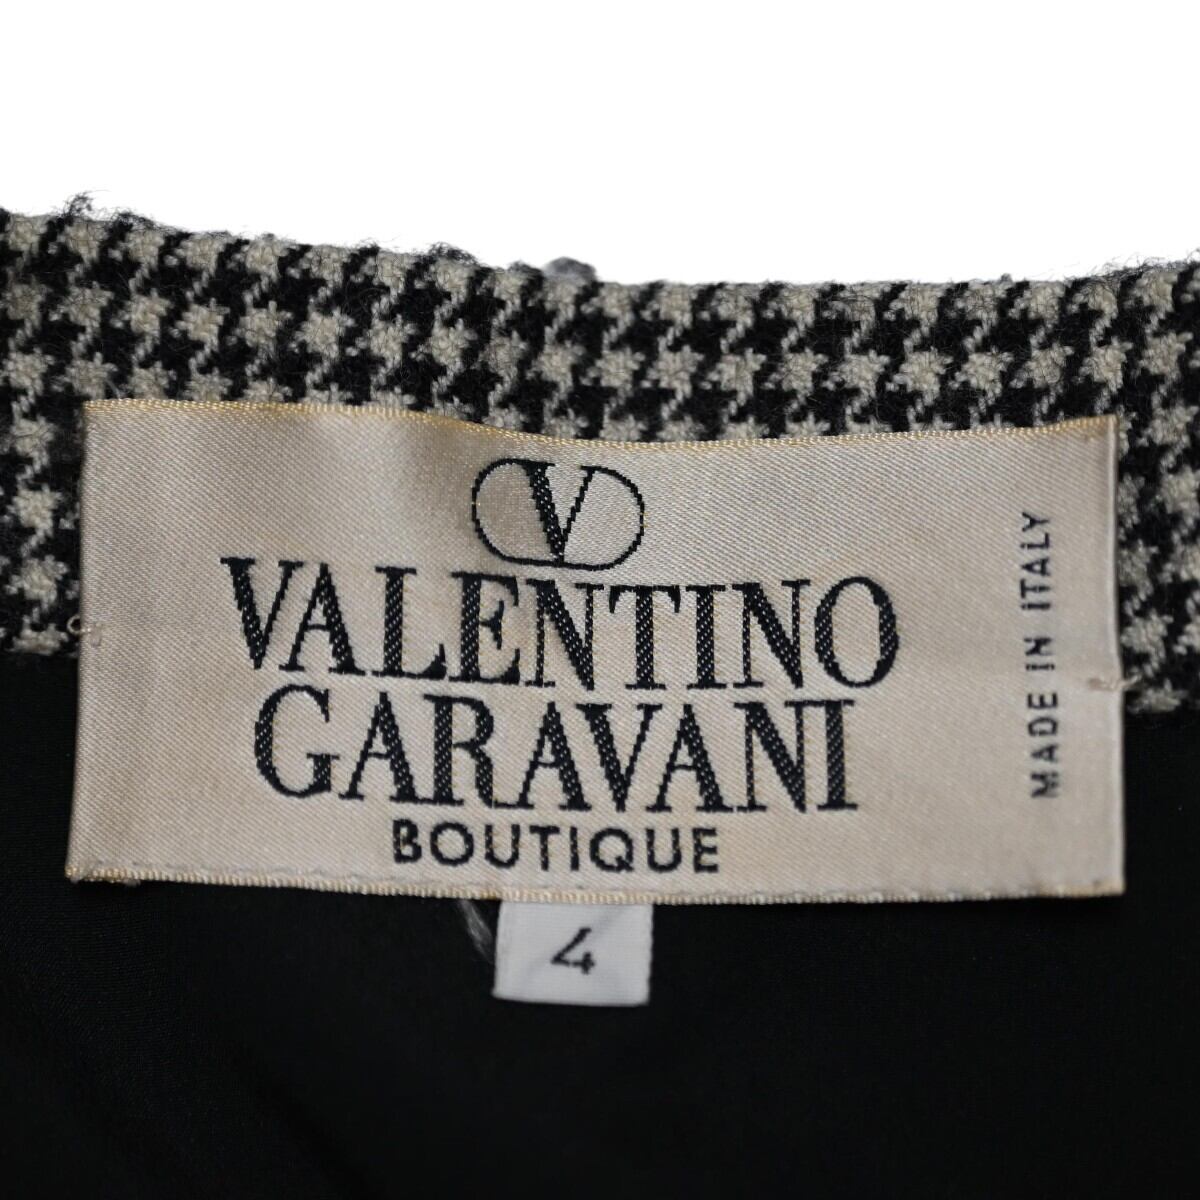 V
VALENTINO
GARAVANI
BOUTIQUE
MADE IN ITALY
4